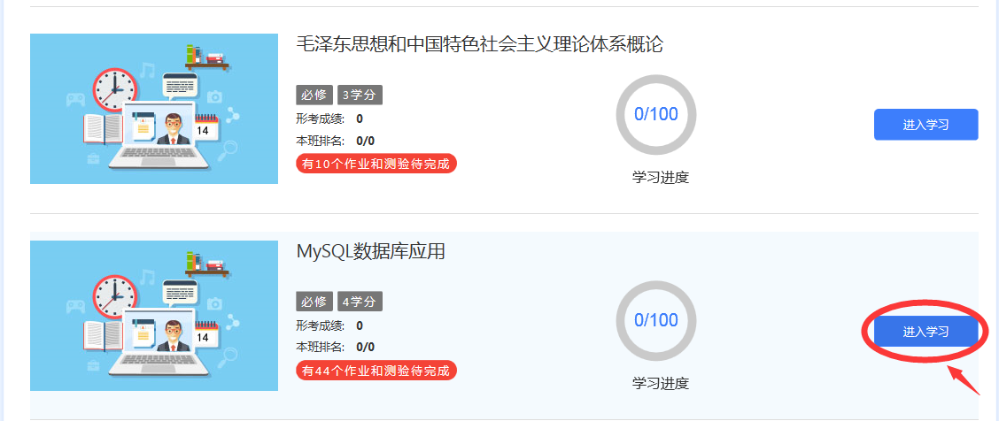 毛泽东思想和中国特色社会主义理论体系概论
必修 3学分
形考成绩: 0
本班排名: 0/0
有10个作业和测验待完成
14
0/100
学习进度
进入学习
MySQL数据库应用
必修 4学分
形考成绩: 0
本班排名: 0/0
有44个作业和测验待完成
14
0/100
学习进度
进入学习